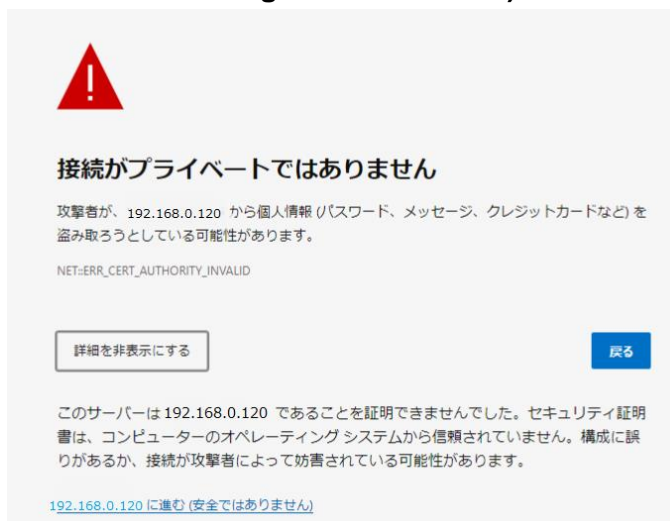 接続がプライベートではありません
攻撃者が、192.168.0.120 から個人情報 (パスワード、メッセージ、クレジットカードなど) を
盗み取ろうとしている可能性があります。
NET::ERR_CERT_AUTHORITY_INVALID
詳細を非表示にする
戻る
このサーバーは 192.168.0.120 であることを証明できませんでした。セキュリティ証明
書は、コンピューターのオペレーティング システムから信頼されていません。構成に誤
りがあるか、接続が攻撃者によって妨害されている可能性があります。
192.168.0.120 に進む (安全ではありません)